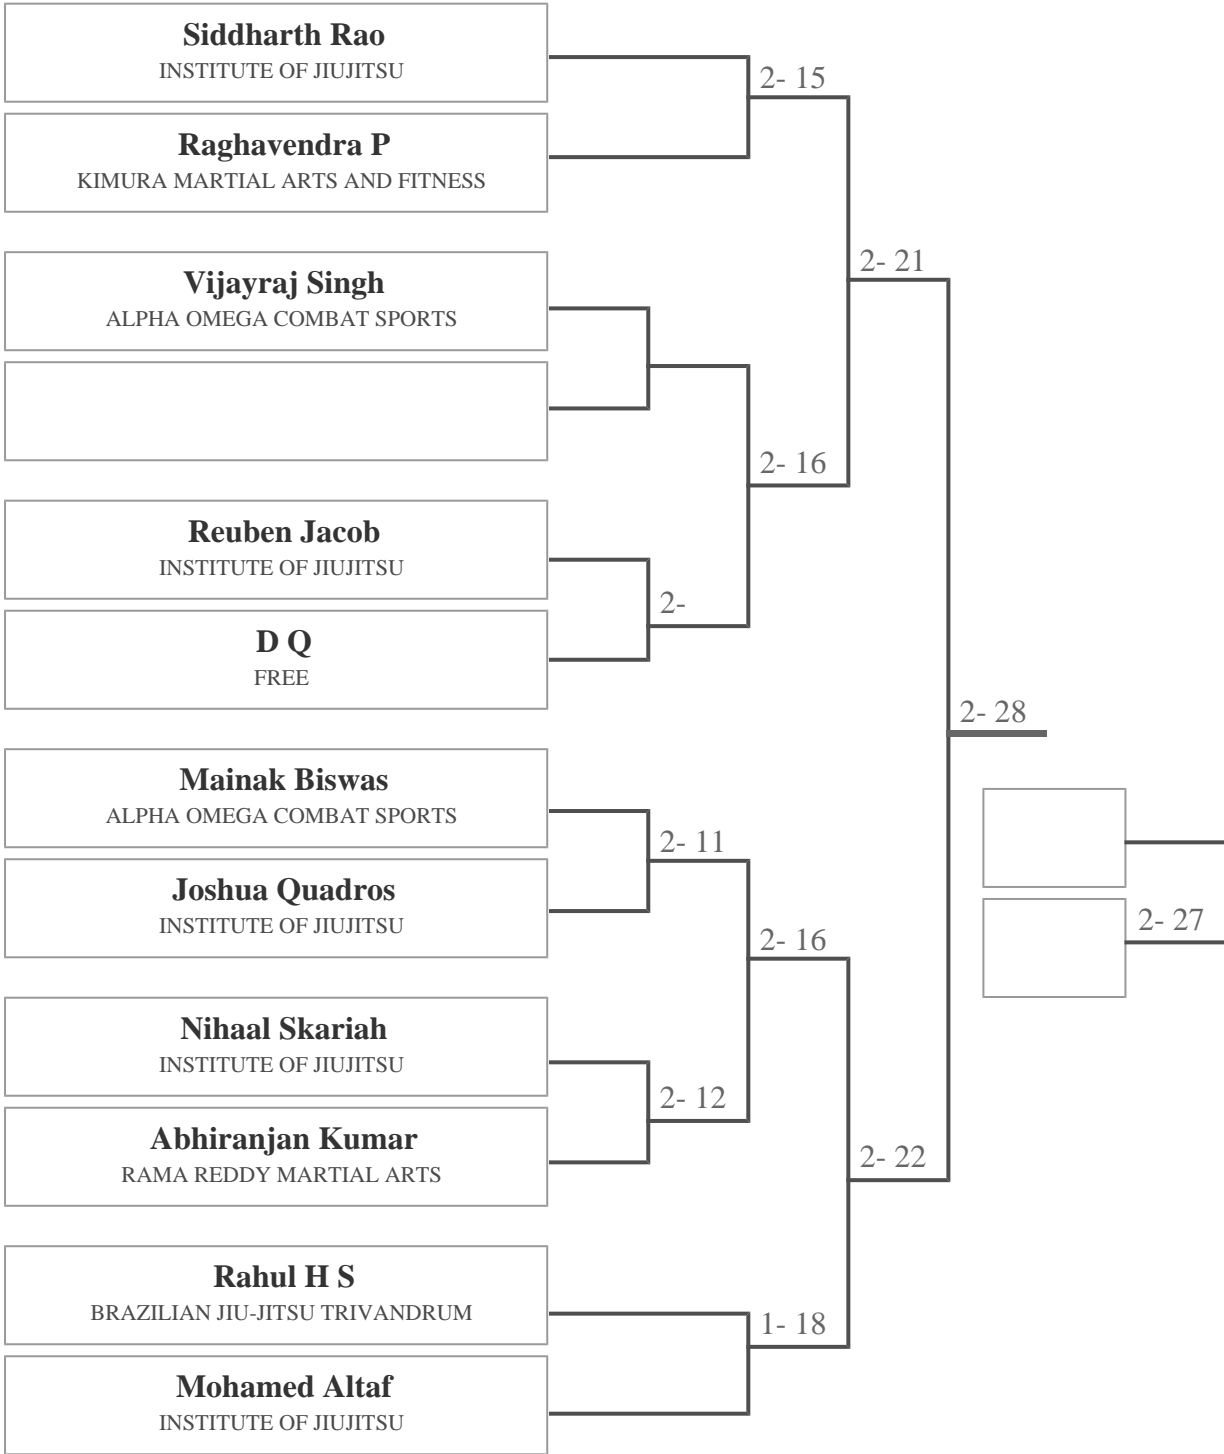 Siddharth Rao
INSTITUTE OF JIUJITSU
2- 15
Raghavendra P
KIMURA MARTIAL ARTS AND FITNESS
2- 21
Vijayraj Singh
ALPHA OMEGA COMBAT SPORTS
2- 16
Reuben Jacob
INSTITUTE OF JIUJITSU
2-
D Q
FREE
2- 28
Mainak Biswas
ALPHA OMEGA COMBAT SPORTS
2- 11
Joshua Quadros
INSTITUTE OF JIUJITSU
2- 27
2- 16
Nihaal Skariah
INSTITUTE OF JIUJITSU
2- 12
Abhiranjan Kumar
RAMA REDDY MARTIAL ARTS
2- 22
Rahul H S
BRAZILIAN JIU-JITSU TRIVANDRUM
1- 18
Mohamed Altaf
INSTITUTE OF JIUJITSU